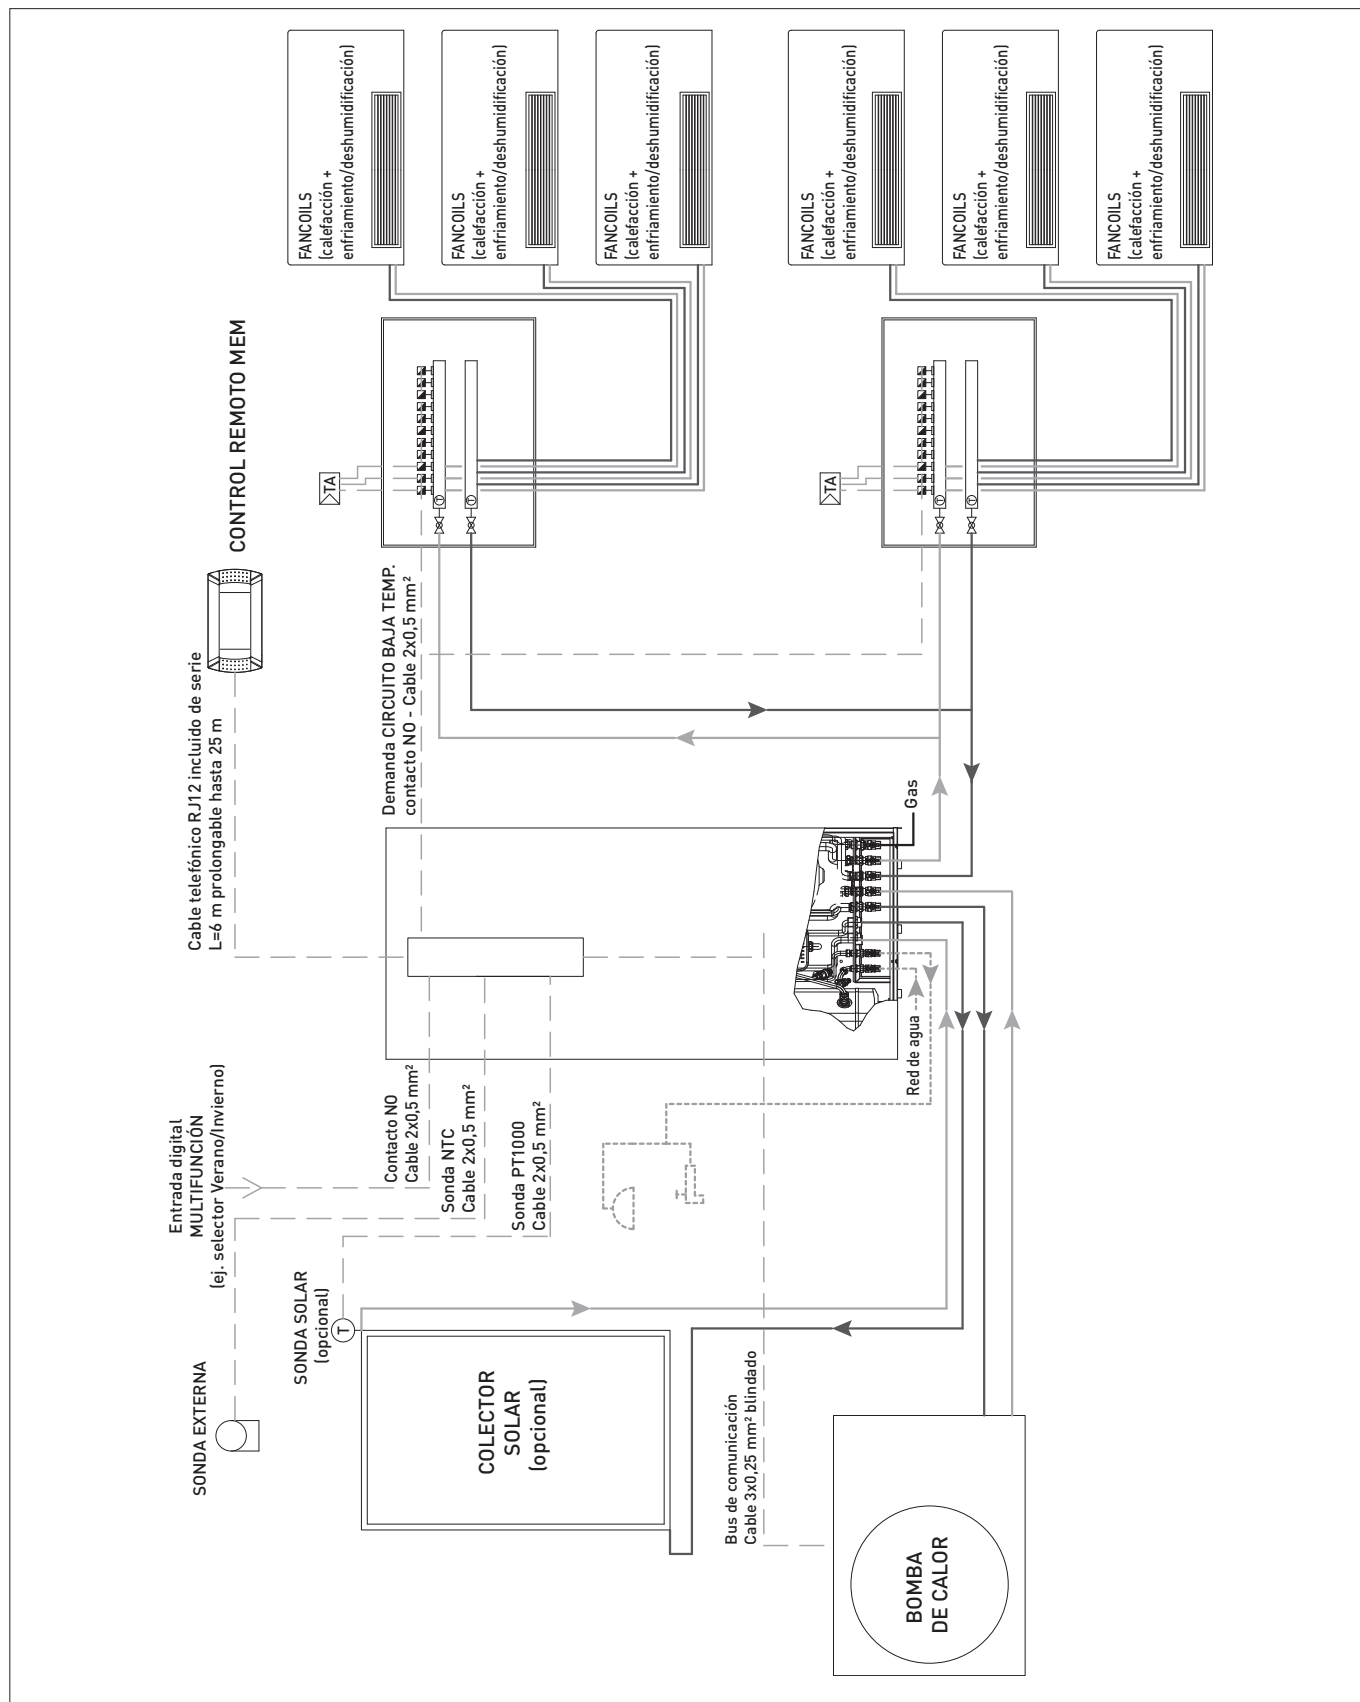 FANCOILS
(calefacción +
enfriamiento/deshumidificación)
FANCOILS
(calefacción +
enfriamiento/deshumidificación)
FANCOILS
(calefacción +
enfriamiento/deshumidificación)
FANCOILS
(calefacción +
enfriamiento/deshumidificación)
FANCOILS
(calefacción +
enfriamiento/deshumidificación)
FANCOILS
(calefacción +
enfriamiento/deshumidificación)
CONTROL REMOTO MEM
TA
TA
T
T
T
T
Cable telefónico RJ12 incluido de serie
L=6 m prolongable hasta 25 m
Demanda CIRCUITO BAJA TEMP.
contacto NO - Cable 2x0,5 mm²
Gas
Red de agua
Entrada digital
MULTIFUNCIÓN
(ej. selector Verano/Invierno)
Contacto NO
Cable 2x0,5 mm²
Sonda NTC
Cable 2x0,5 mm²
Sonda PT1000
Cable 2x0,5 mm²
SONDA EXTERNA
SONDA SOLAR
(opcional)
T
COLECTOR
SOLAR
(opcional)
Bus de comunicación
Cable 3x0,25 mm² blindado
BOMBA
DE CALOR